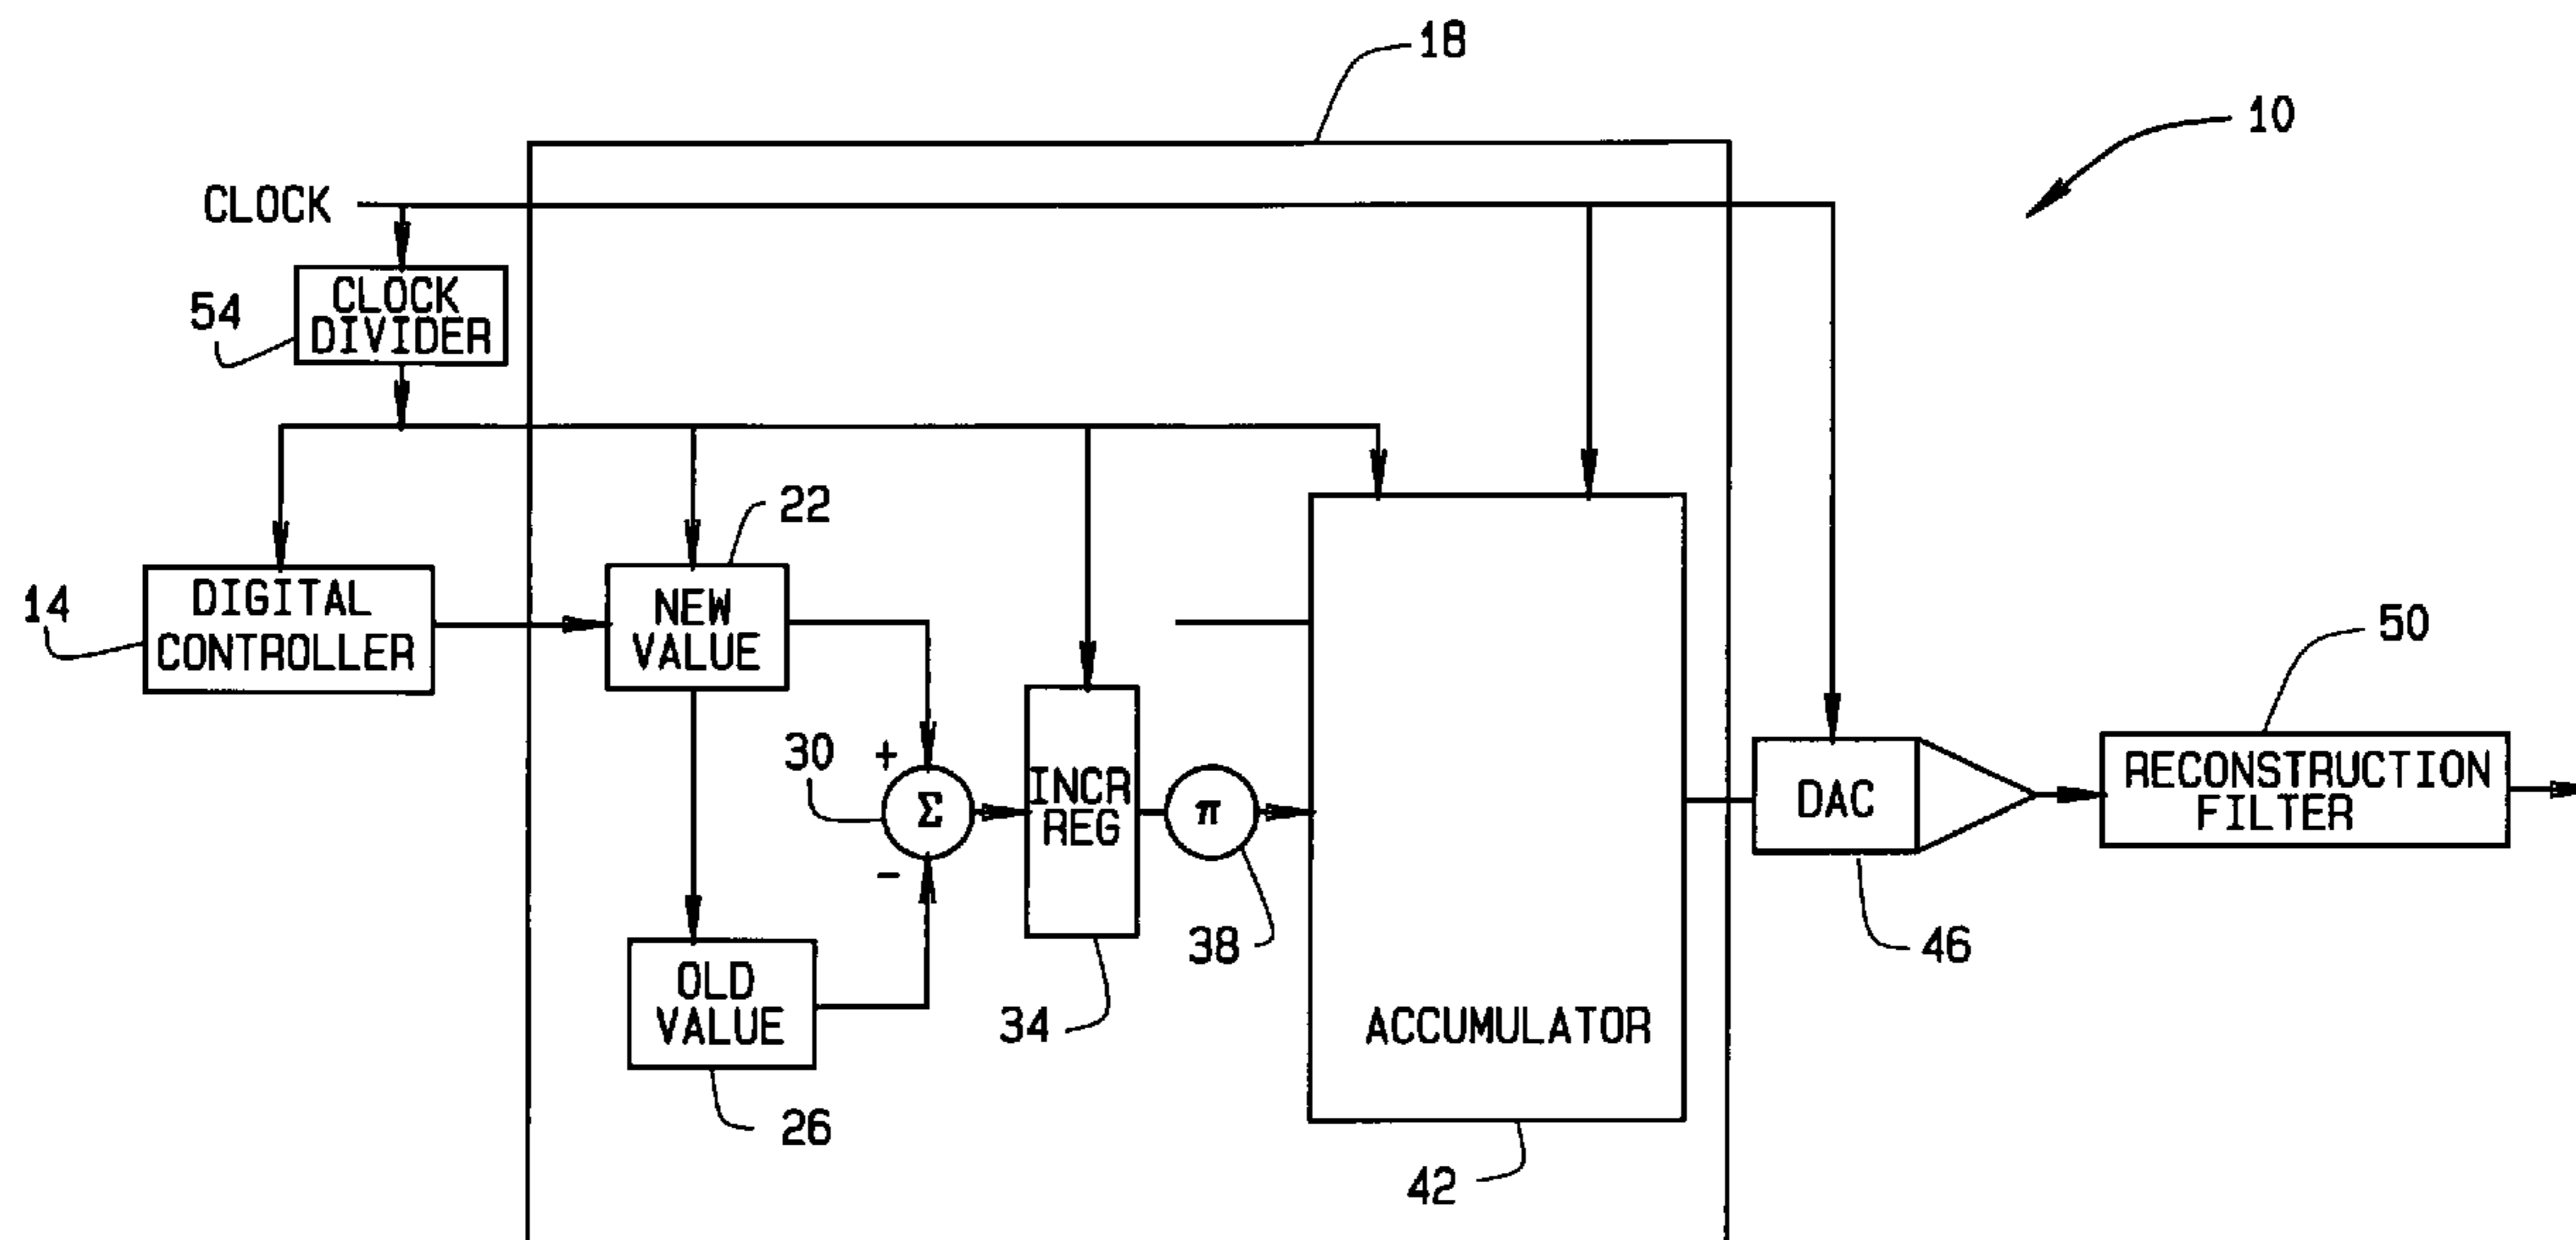 18
10
CLOCK
CLOCK
DIVIDER
54
22
14
DIGITAL
CONTROLLER
NEW
VALUE
50
30
+
Σ
-
INCR
REG
π
DAC
RECONSTRUCTION
FILTER
38
46
OLD
VALUE
34
ACCUMULATOR
26
42